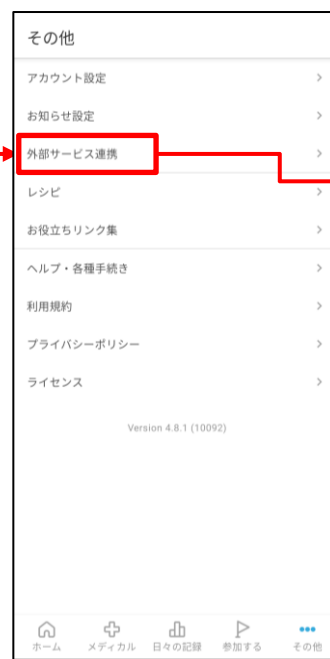 その他
アカウント設定
お知らせ設定
外部サービス連携
レシピ
お役立ちリンク集
ヘルプ・各種手続き
利用規約
プライバシーポリシー
ライセンス
Version 4.8.1 (10092)
ホーム メディカル 日々の記録 参加する その他